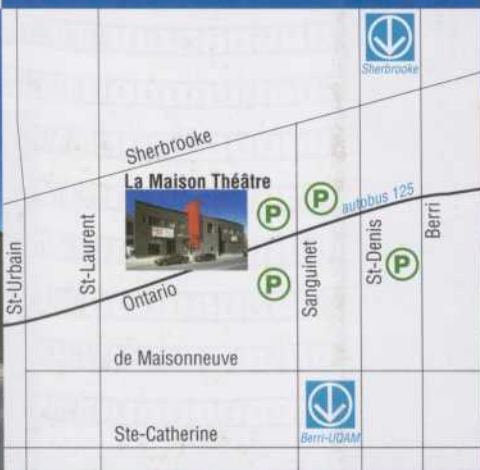 Sherbrooke
Sherbrooke
La Maison Théâtre
P
P
autobus 125
St-Urbain
St-Laurent
Sanguinet
St-Denis
Berri
P
P
Ontario
de Maisonneuve
Ste-Catherine
Berri-UQAM